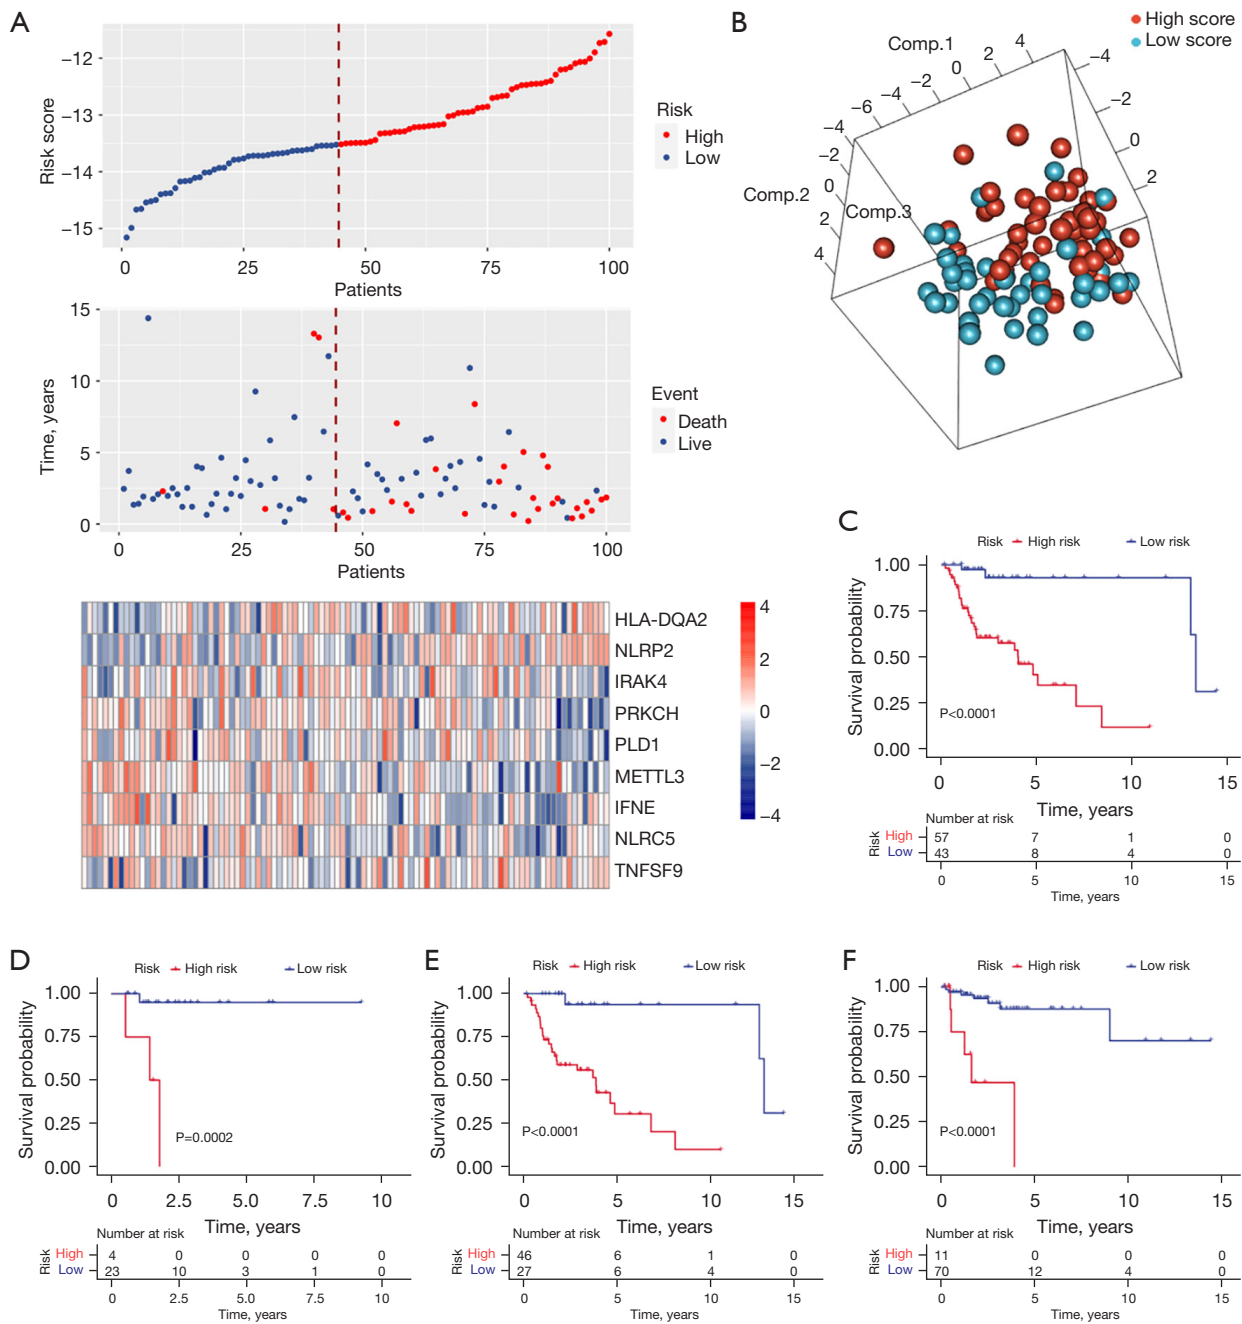 A
Risk score
−12
−13
−14
−15
0 25 50 75 100
Patients
Risk
High
Low
Time, years
15
10
5
0
0 25 50 75 100
Patients
Event
Death
Live
HLA-DQA2
NLRP2
IRAK4
PRKCH
PLD1
METTL3
IFNE
NLRC5
TNFSF9
4
2
0
−2
−4
B
High score
Low score
Comp.1
−6 −4 −2 0 2 4
Comp.2
−4
−2
0
2
4
Comp.3
−4
−2
0
2
C
Risk High risk Low risk
Survival probability
1.00
0.75
0.50
0.25
0.00
P<0.0001
0 5 10 15
Time, years
Number at risk
Risk
High 57 7 1 0
Low 43 8 4 0
0 5 10 15
Time, years
D
Risk High risk Low risk
Survival probability
1.00
0.75
0.50
0.25
0.00
P=0.0002
0 2.5 5.0 7.5 10
Time, years
Number at risk
Risk
High 4 0 0 0 0
Low 23 10 3 1 0
0 2.5 5.0 7.5 10
Time, years
E
Risk High risk Low risk
Survival probability
1.00
0.75
0.50
0.25
0.00
P<0.0001
0 5 10 15
Time, years
Number at risk
Risk
High 46 6 1 0
Low 27 6 4 0
0 5 10 15
Time, years
F
Risk High risk Low risk
Survival probability
1.00
0.75
0.50
0.25
0.00
P<0.0001
0 5 10 15
Time, years
Number at risk
Risk
High 11 0 0 0
Low 70 12 4 0
0 5 10 15
Time, years